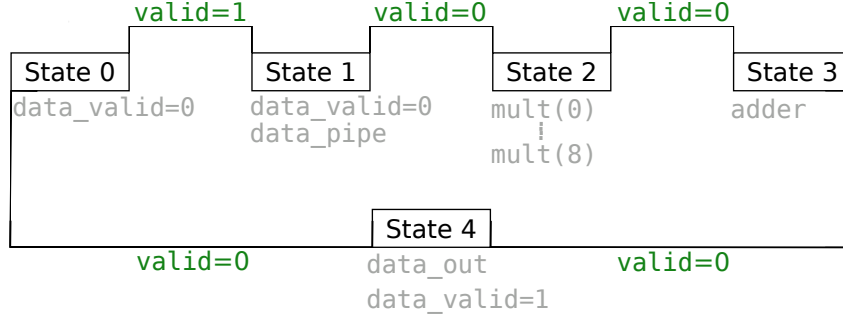 valid=1 valid=0 valid=0
State 0 State 1 State 2 State 3
data_valid=0 data_valid=0 mult(0) adder
data_pipe
mult(8)
State 4
valid=0 valid=0
data_out
data_valid=1